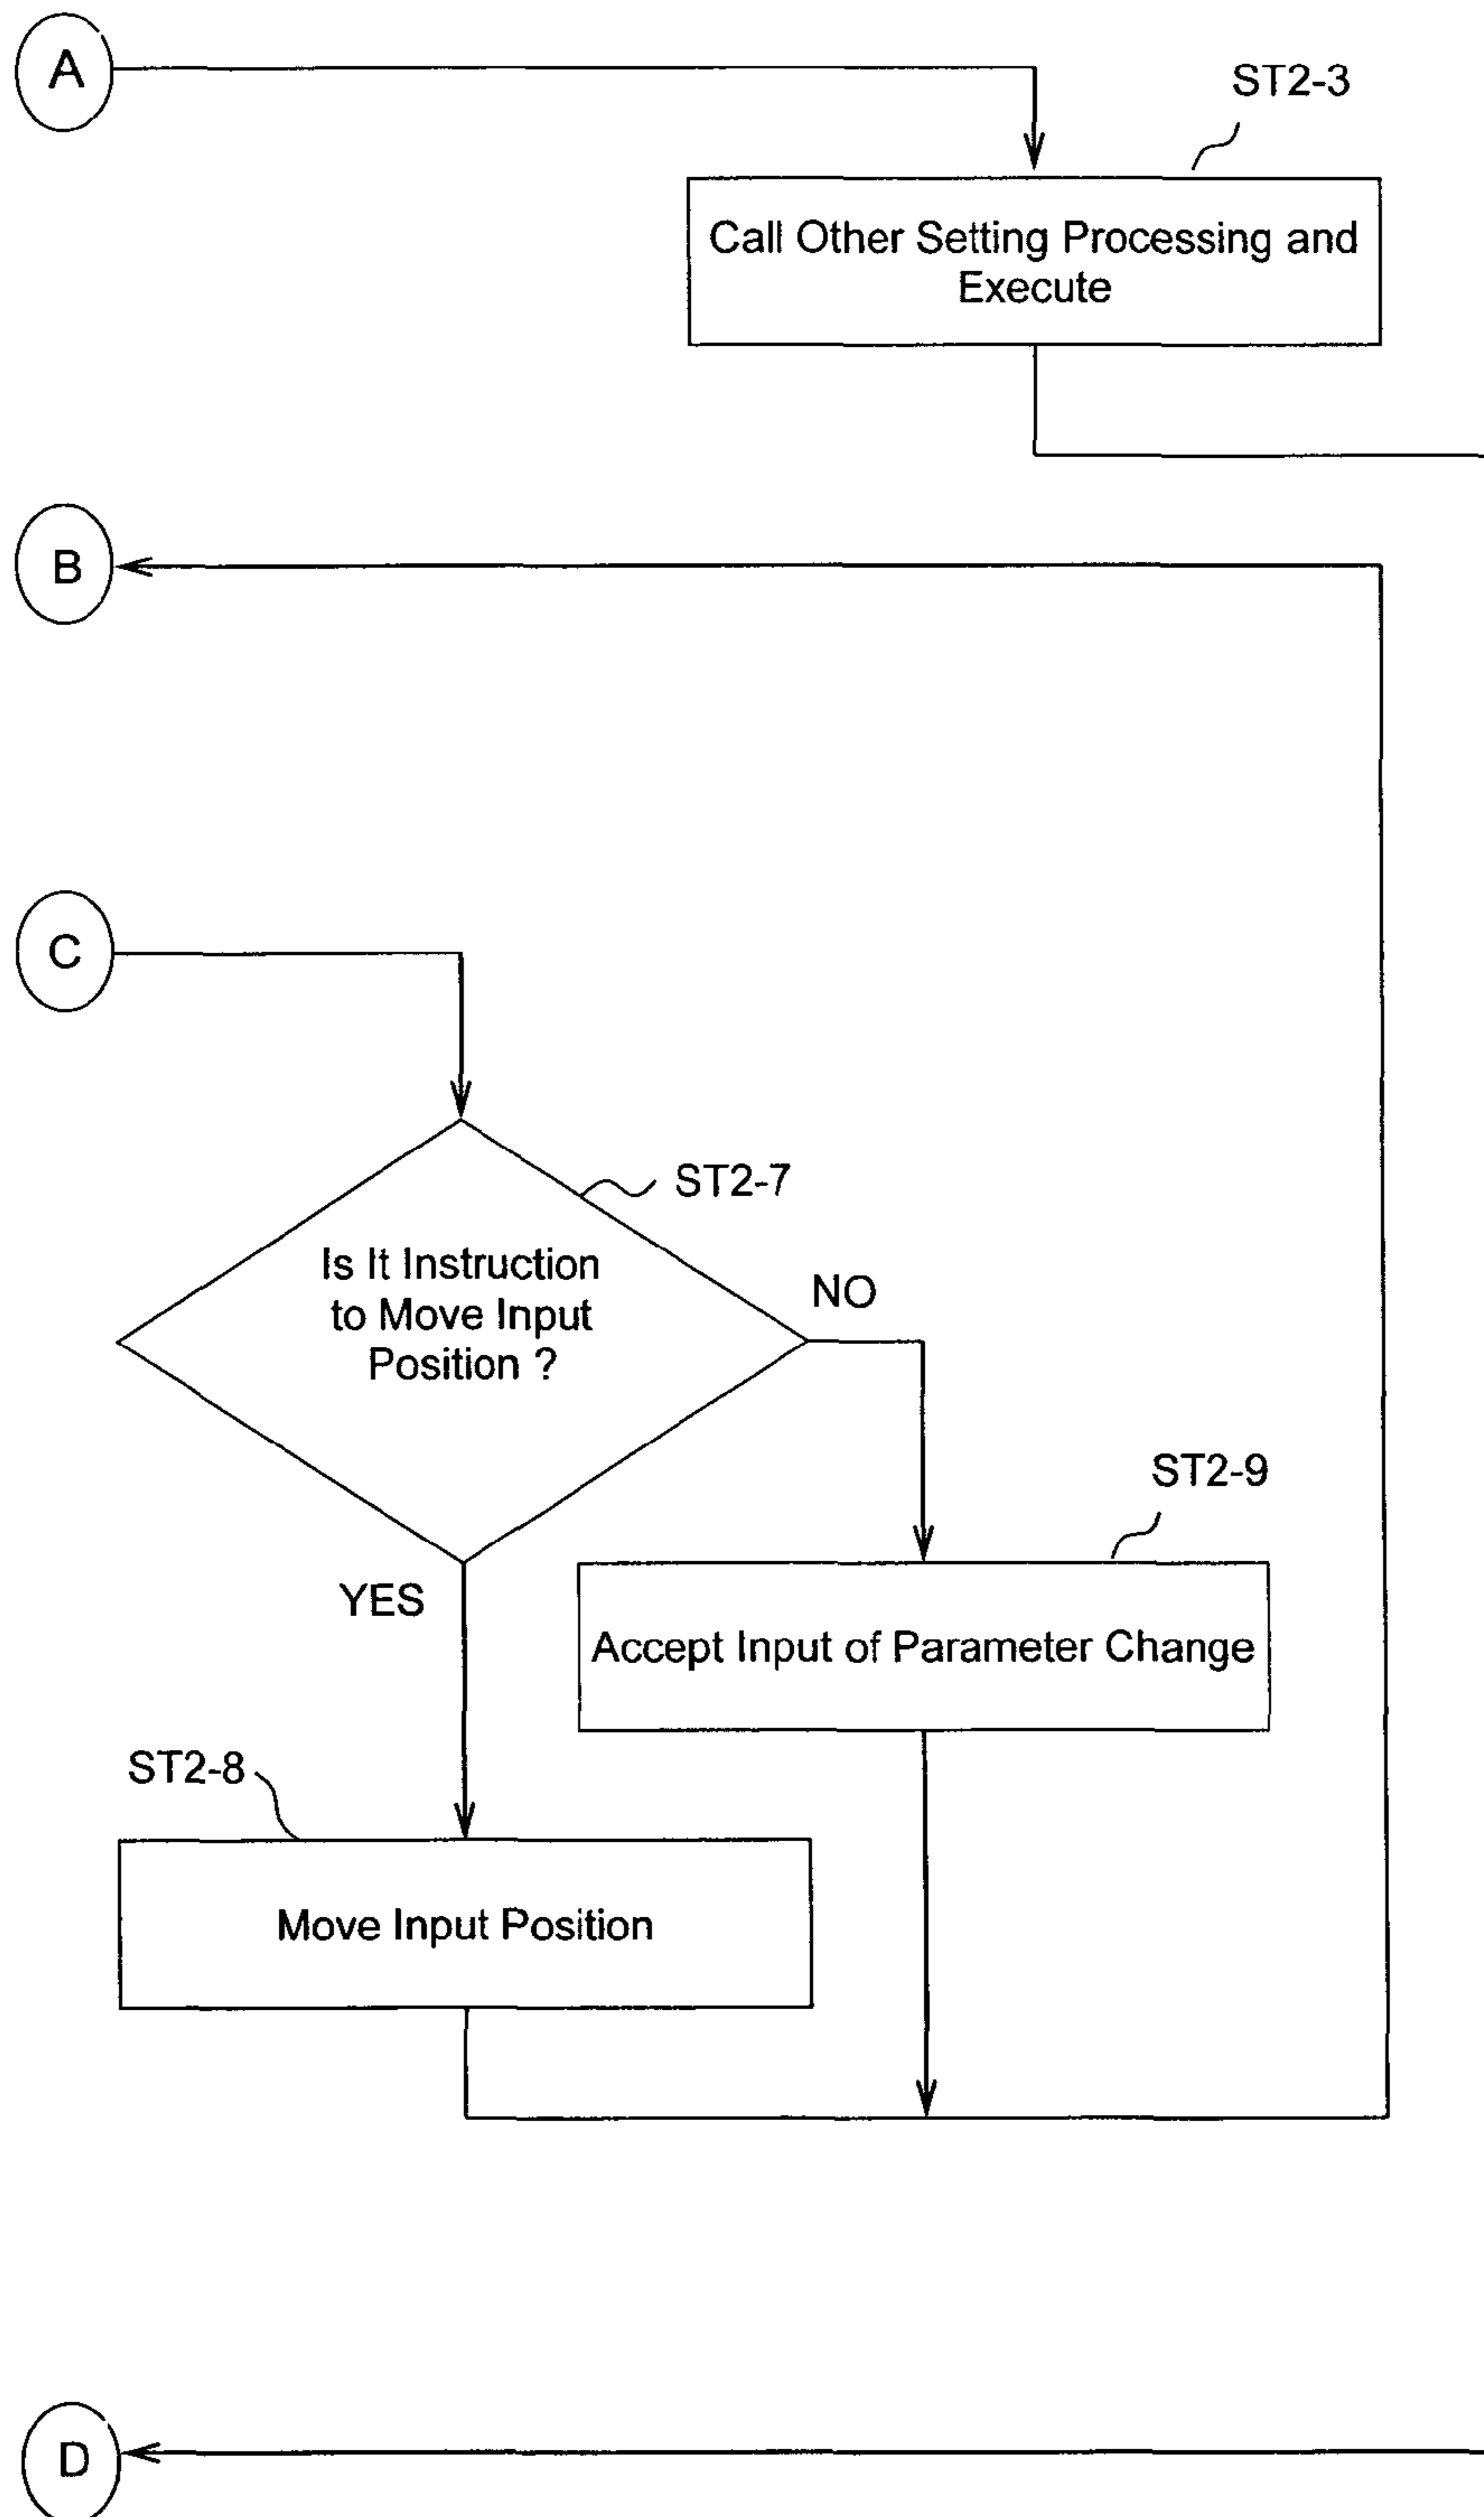 A
ST2-3
Call Other Setting Processing and
Execute
B
C
ST2-7
Is It Instruction
to Move Input
Position ?
NO
ST2-9
YES
Accept Input of Parameter Change
ST2-8
Move Input Position
D